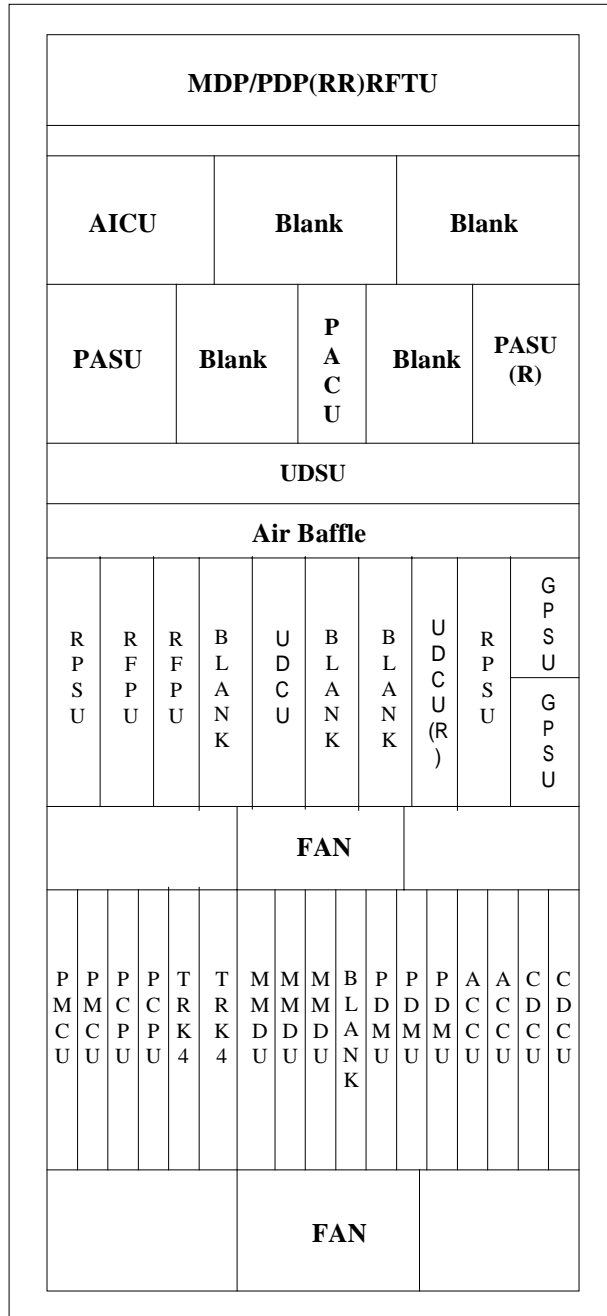 MDP/PDP(RR)RFTU
AICU
Blank
Blank
PASU
Blank
PACU
Blank
PASU
(R)
UDSU
Air Baffle
RPSU
RFPU
RFPU
BLANK
UDCU
BLANK
BLANK
UDCU(R)
RPSU
GPSU
GPSU
FAN
PMCU
PMCU
PCPU
PCPU
TRK4
TRK4
MMDU
MMDU
MMDU
BLANK
PDMU
PDMU
PDMU
ACCU
ACCU
CDCU
CDCU
FAN